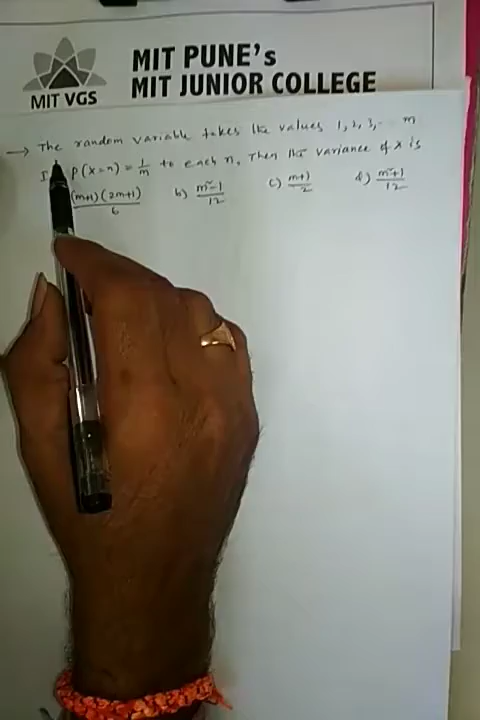 MIT PUNE's
MIT JUNIOR COLLEGE
MIT VGS
→ The random variable takes the values 1, 2, 3, ... m
If P(x=n) = 1/m to each n, Then the variance of x is
(m+1)(2m+1)/6 b) m²-1/12 c) m+1/2 d) m²+1/12